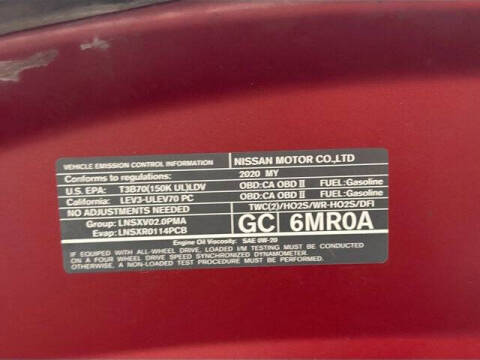 VEHICLE EMISSION CONTROL INFORMATION NISSAN MOTOR CO.,LTD
Conforms to regulations: 2020 MY
U.S. EPA: T3B70(150K UL)LDV OBD:CA OBD II FUEL:Gasoline
California: LEV3-ULEV70 PC OBD:CA OBD II FUEL:Gasoline
NO ADJUSTMENTS NEEDED TWC(2)/HO2S/WR-HO2S/DFI
Group: LNSXV02.0PMA GC 6MR0A
Evap: LNSXR0114PCB
Engine Oil Viscosity: SAE 0W-20
IF EQUIPPED WITH ALL-WHEEL DRIVE, LOADED I/M TESTING MUST BE CONDUCTED
ON A FOUR WHEEL DRIVE SPEED SYNCHRONIZED DYNAMOMETER.
OTHERWISE, A NON-LOADED TEST PROCEDURE MUST BE PERFORMED.